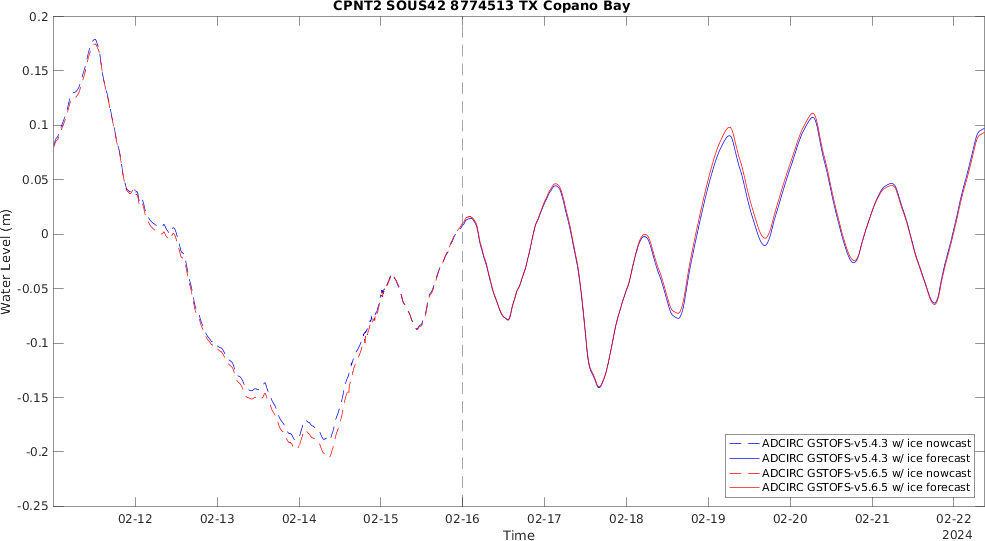 CPNT2 SOUS42 8774513 TX Copano Bay
0.2
0.15
0.1
0.05
0
-0.05
-0.1
-0.15
-0.2
-0.25
Water Level (m)
ADCIRC GSTOFS-v5.4.3 w/ ice nowcast
ADCIRC GSTOFS-v5.4.3 w/ ice forecast
ADCIRC GSTOFS-v5.6.5 w/ ice nowcast
ADCIRC GSTOFS-v5.6.5 w/ ice forecast
02-12 02-13 02-14 02-15 02-16 02-17 02-18 02-19 02-20 02-21 02-22
Time 2024